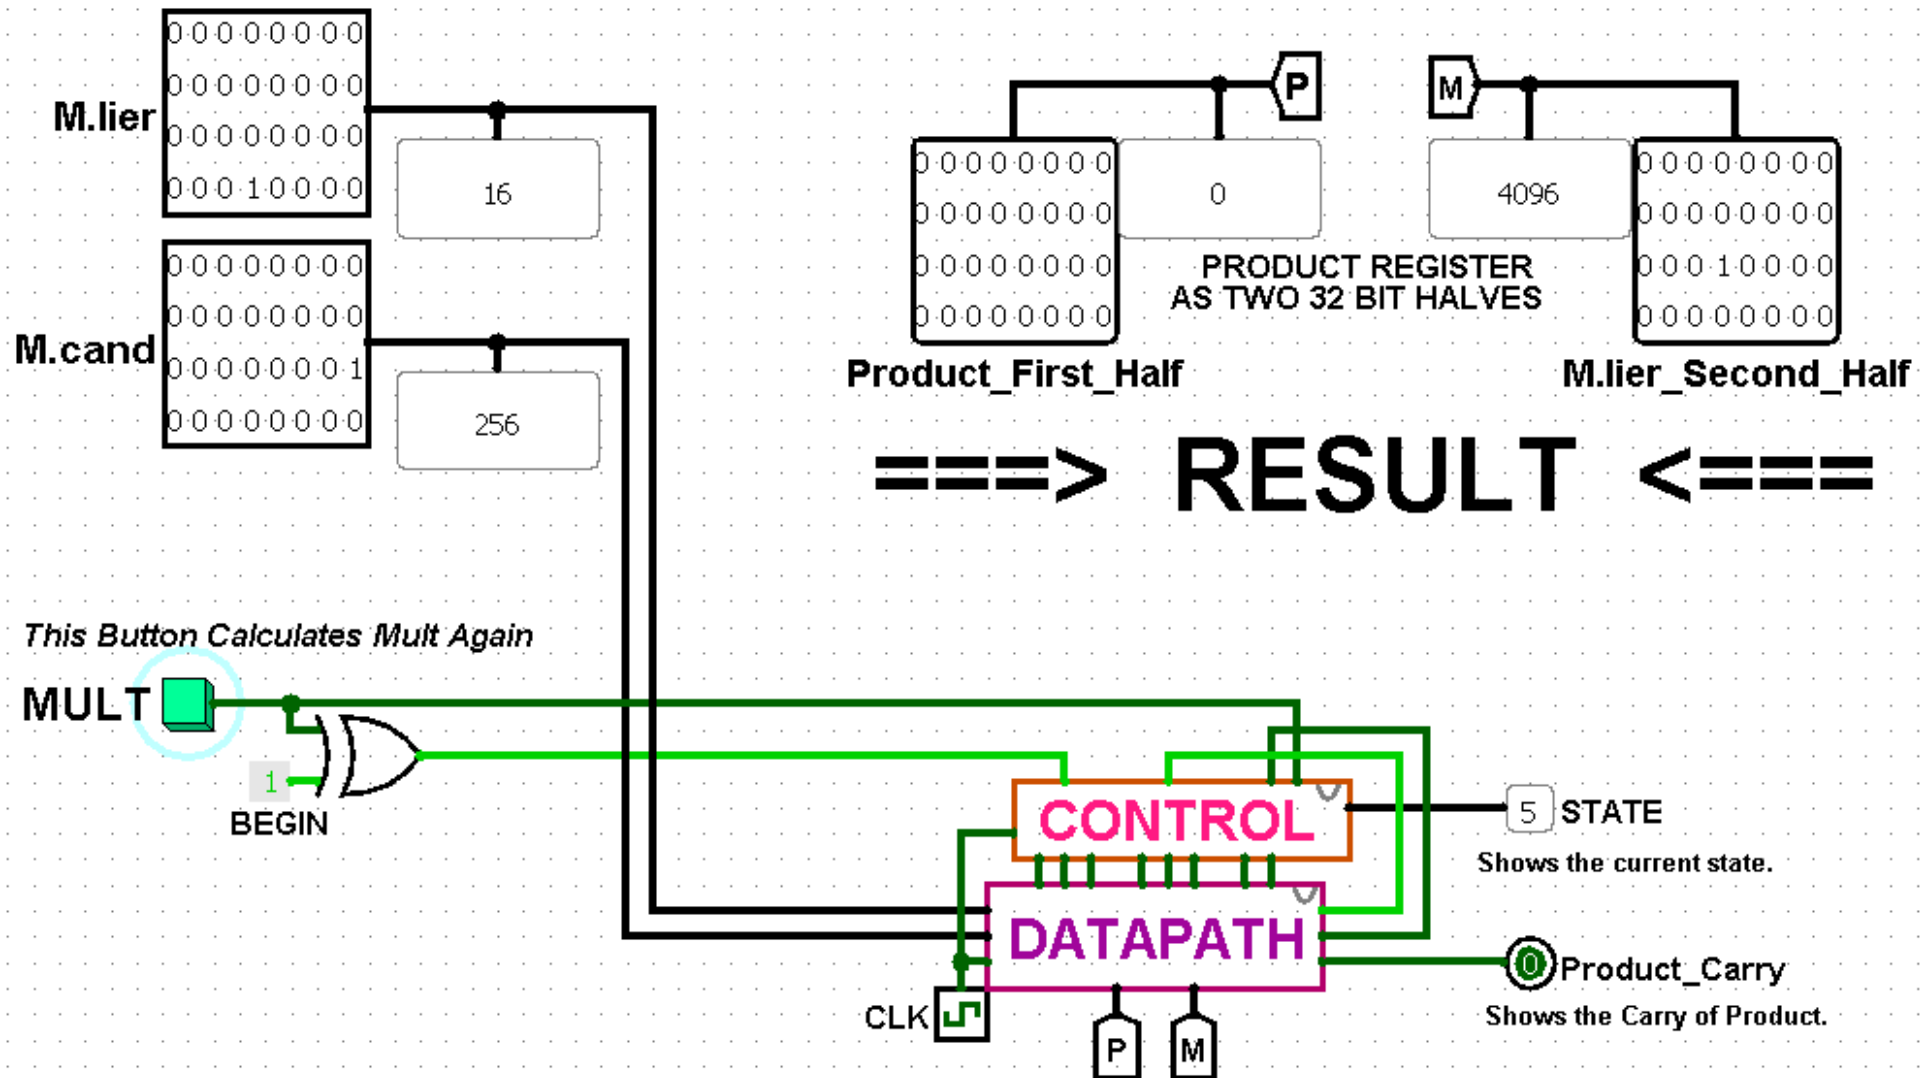 M.lier
0 0 0 0 0 0 0 0
0 0 0 0 0 0 0 0
0 0 0 0 0 0 0 0
0 0 0 1 0 0 0 0
16
M.cand
0 0 0 0 0 0 0 0
0 0 0 0 0 0 0 0
0 0 0 0 0 0 0 1
0 0 0 0 0 0 0 0
256
P
0 0 0 0 0 0 0 0
0 0 0 0 0 0 0 0
0 0 0 0 0 0 0 0
0 0 0 0 0 0 0 0
0
Product_First_Half
PRODUCT REGISTER
AS TWO 32 BIT HALVES
M
4096
0 0 0 0 0 0 0 0
0 0 0 0 0 0 0 0
0 0 0 1 0 0 0 0
0 0 0 0 0 0 0 0
M.lier_Second_Half
===> RESULT <===
This Button Calculates Mult Again
MULT
1
BEGIN
CONTROL
5 STATE
Shows the current state.
DATAPATH
0 Product_Carry
Shows the Carry of Product.
CLK
P
M